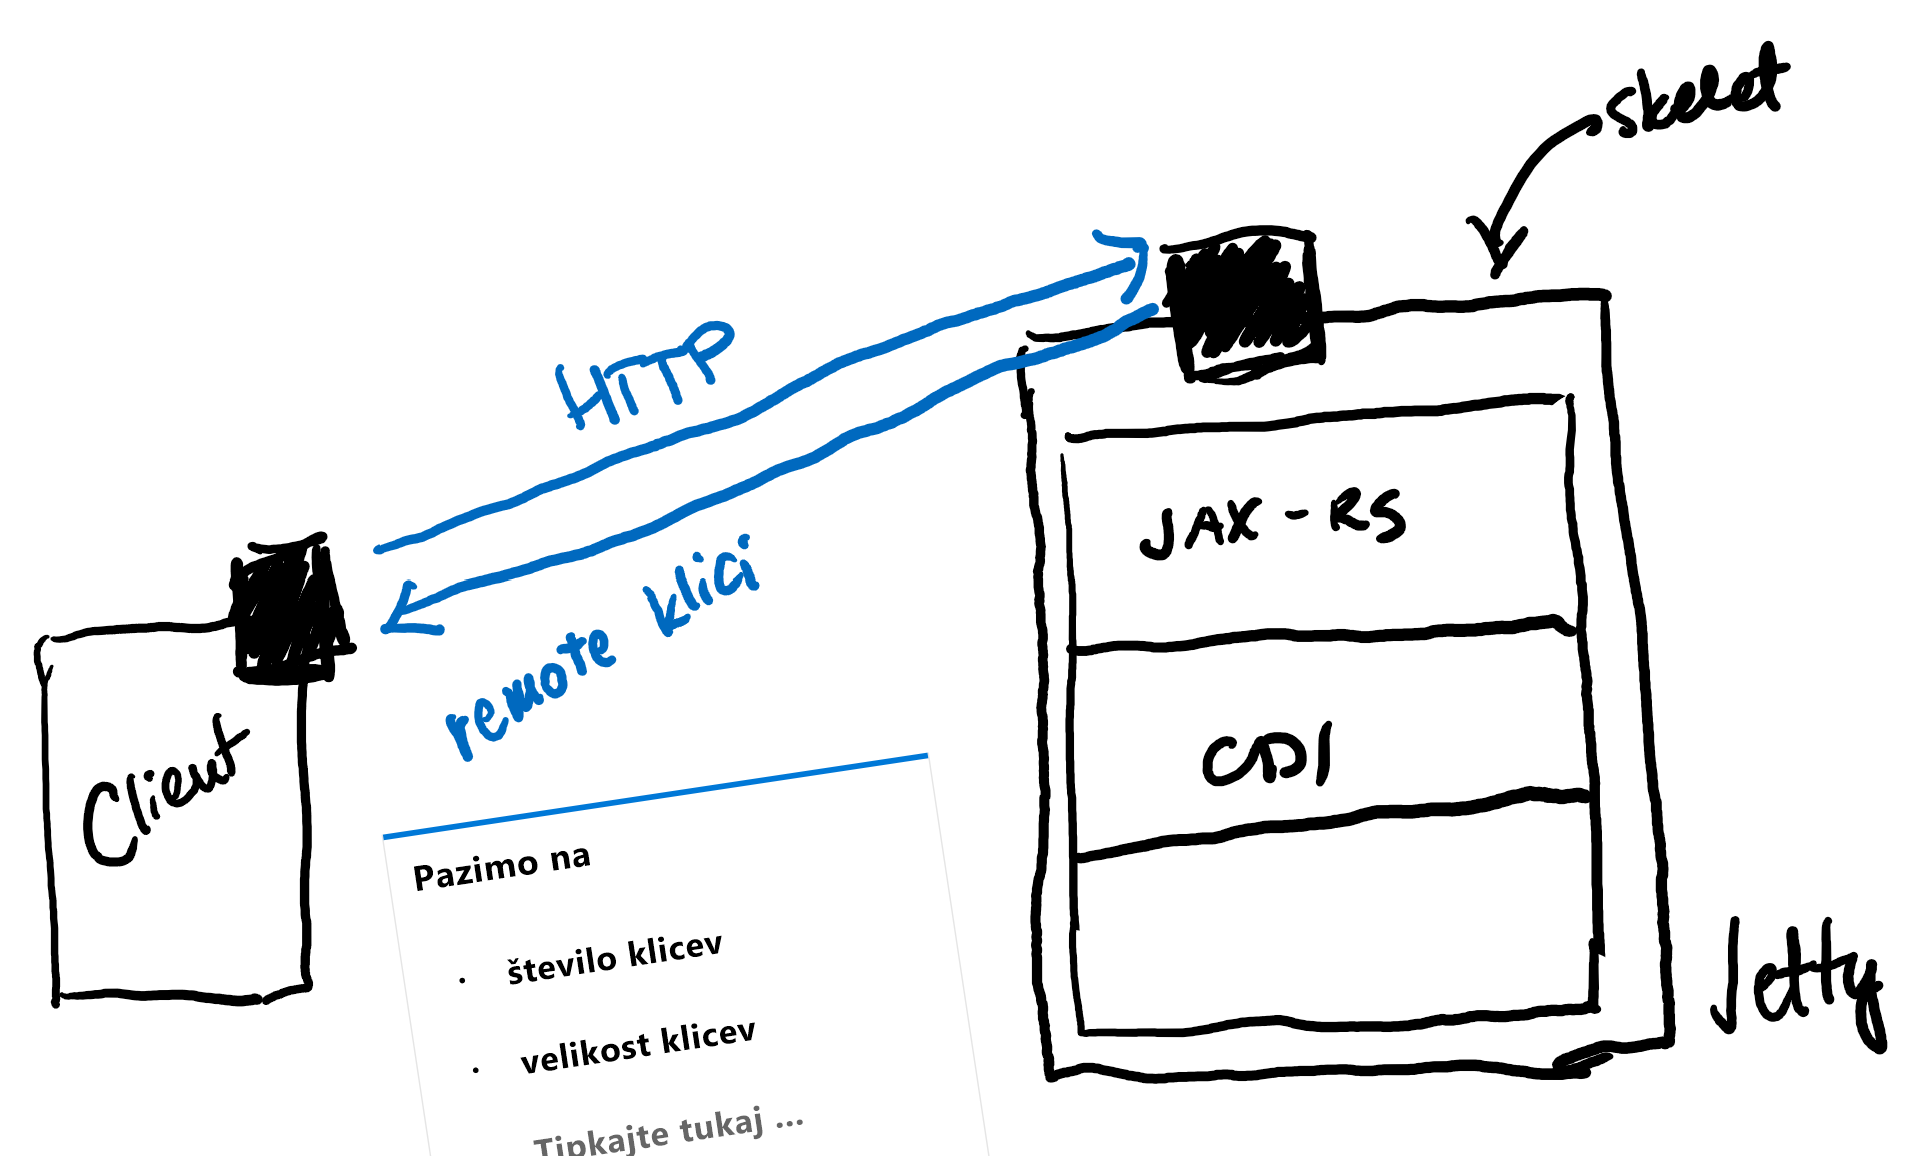 skelet
HTTP
remote klici
Client
JAX-RS
CDI
Jetty
Pazimo na
· število klicev
· velikost klicev
Tipkajte tukaj ...